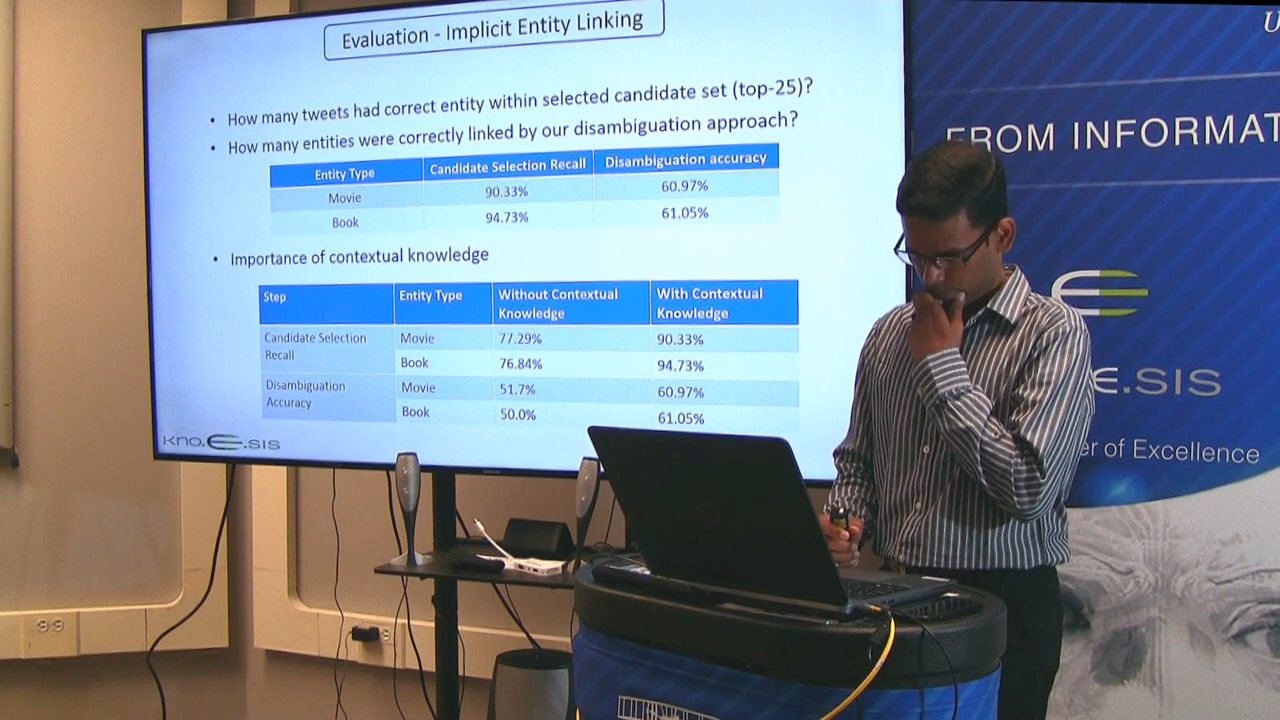 Evaluation - Implicit Entity Linking
• How many tweets had correct entity within selected candidate set (top-25)?
• How many entities were correctly linked by our disambiguation approach?
Entity Type Candidate Selection Recall Disambiguation accuracy
Movie 90.33% 60.97%
Book 94.73% 61.05%
• Importance of contextual knowledge
Step Entity Type Without Contextual Knowledge With Contextual Knowledge
Candidate Selection Recall Movie 77.29% 90.33%
Book 76.84% 94.73%
Disambiguation Accuracy Movie 51.7% 60.97%
Book 50.0% 61.05%
kno.e.sis
U
FROM INFORMAT
e.sis
er of Excellence